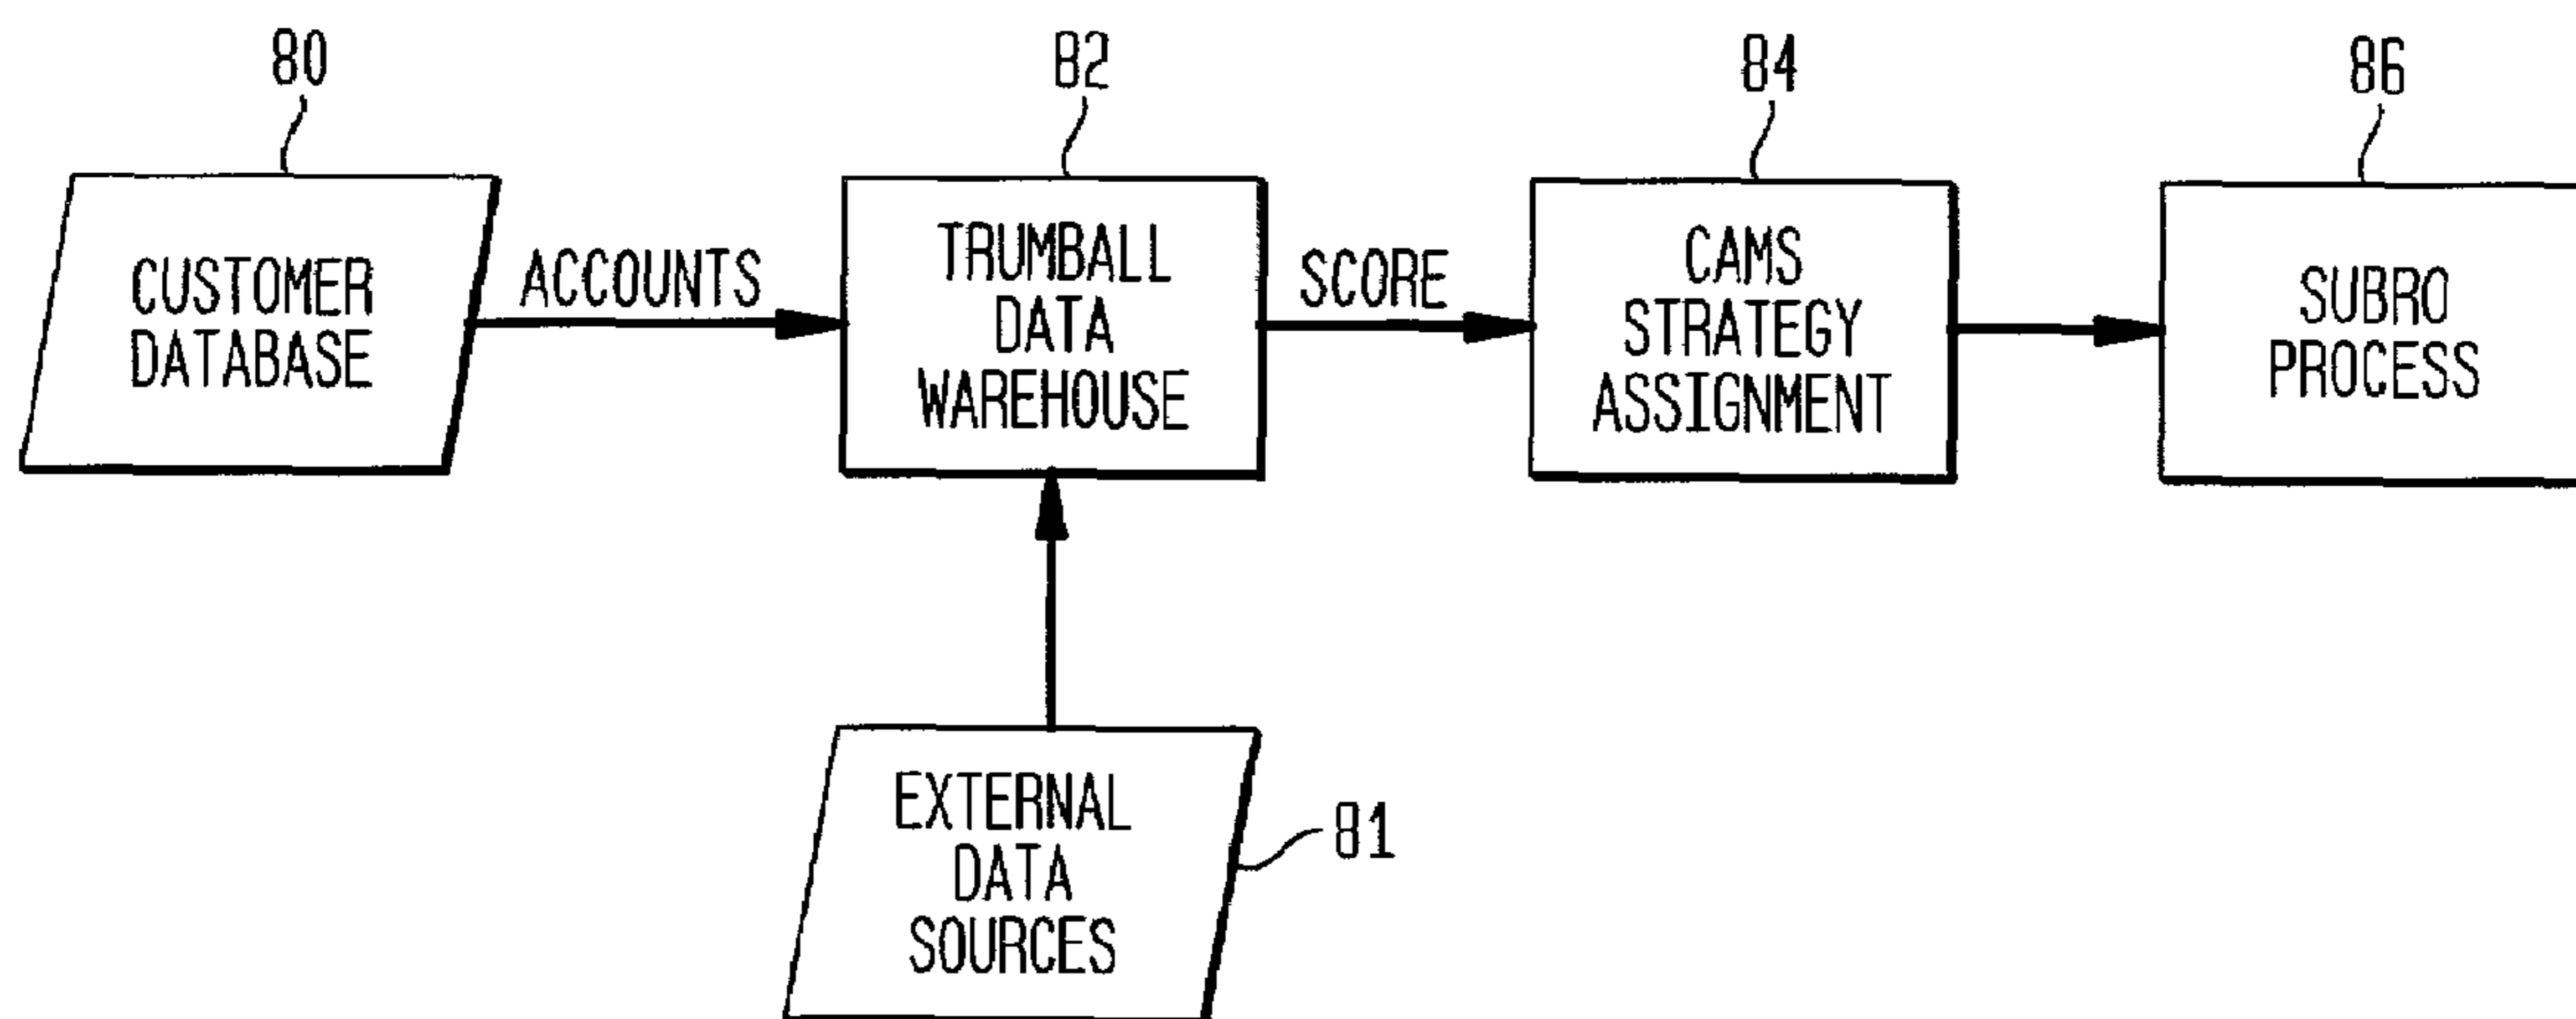 80
82
84
86
CUSTOMER
DATABASE
ACCOUNTS
TRUMBALL
DATA
WAREHOUSE
SCORE
CAMS
STRATEGY
ASSIGNMENT
SUBRO
PROCESS
EXTERNAL
DATA
SOURCES
81